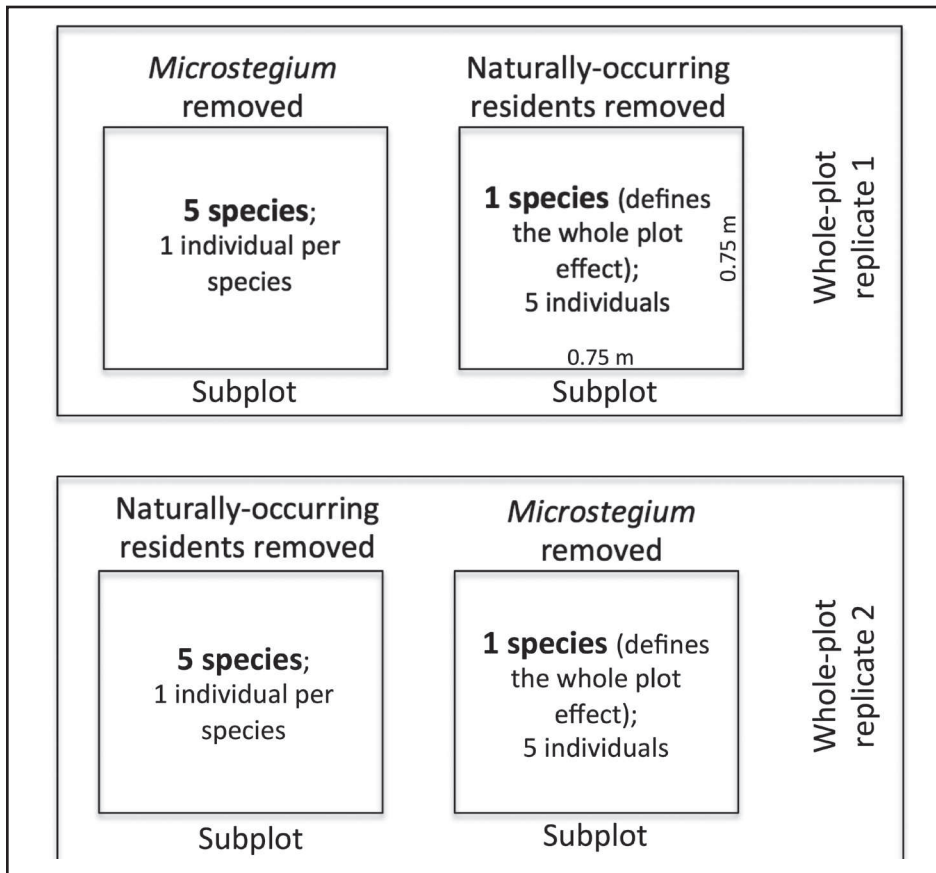 Microstegium
removed
5 species;
1 individual per
species
Subplot
Naturally-occurring
residents removed
1 species (defines
the whole plot
effect);
5 individuals
0.75 m
0.75 m
Subplot
Whole-plot
replicate 1
Naturally-occurring
residents removed
5 species;
1 individual per
species
Subplot
Microstegium
removed
1 species (defines
the whole plot
effect);
5 individuals
Subplot
Whole-plot
replicate 2